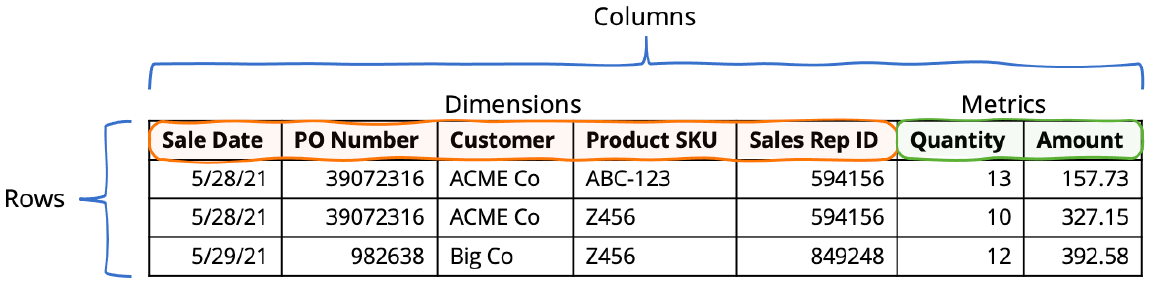 Columns
Dimensions Metrics
Sale Date PO Number Customer Product SKU Sales Rep ID Quantity Amount
5/28/21 39072316 ACME Co ABC-123 594156 13 157.73
Rows
5/28/21 39072316 ACME Co Z456 594156 10 327.15
5/29/21 982638 Big Co Z456 849248 12 392.58